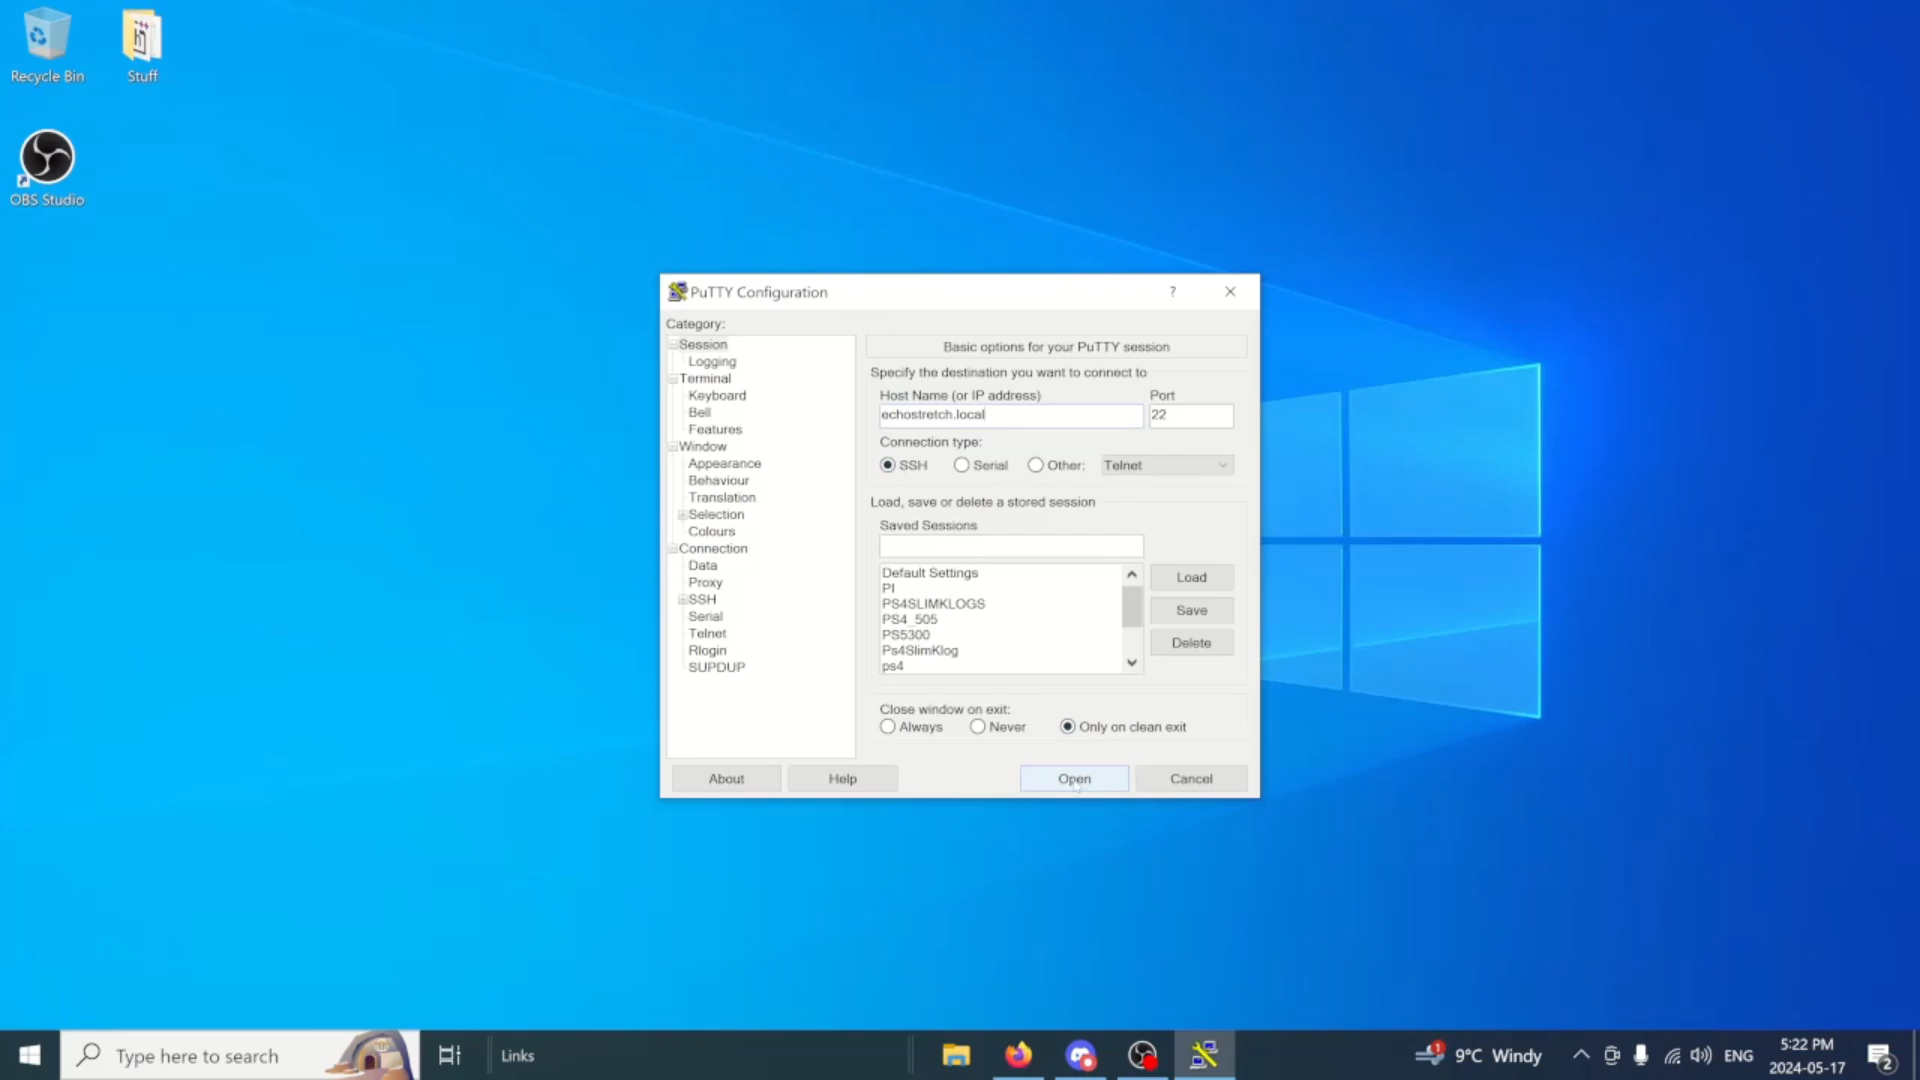 Recycle Bin
Stuff
OBS Studio
PuTTY Configuration
?
Category:
Session
Logging
Terminal
Keyboard
Bell
Features
Window
Appearance
Behaviour
Translation
Selection
Colours
Connection
Data
Proxy
SSH
Serial
Telnet
Rlogin
SUPDUP
Basic options for your PuTTY session
Specify the destination you want to connect to
Host Name (or IP address) Port
echostretch.local 22
Connection type:
SSH Serial Other: Telnet
Load, save or delete a stored session
Saved Sessions
Default Settings
PI
PS4SLIMKLOGS
PS4_505
PS5300
Ps4SlimKlog
ps4
Load
Save
Delete
Close window on exit:
Always Never Only on clean exit
About Help Open Cancel
Type here to search
Links
1
9°C Windy
ENG
5:22 PM
2024-05-17
2